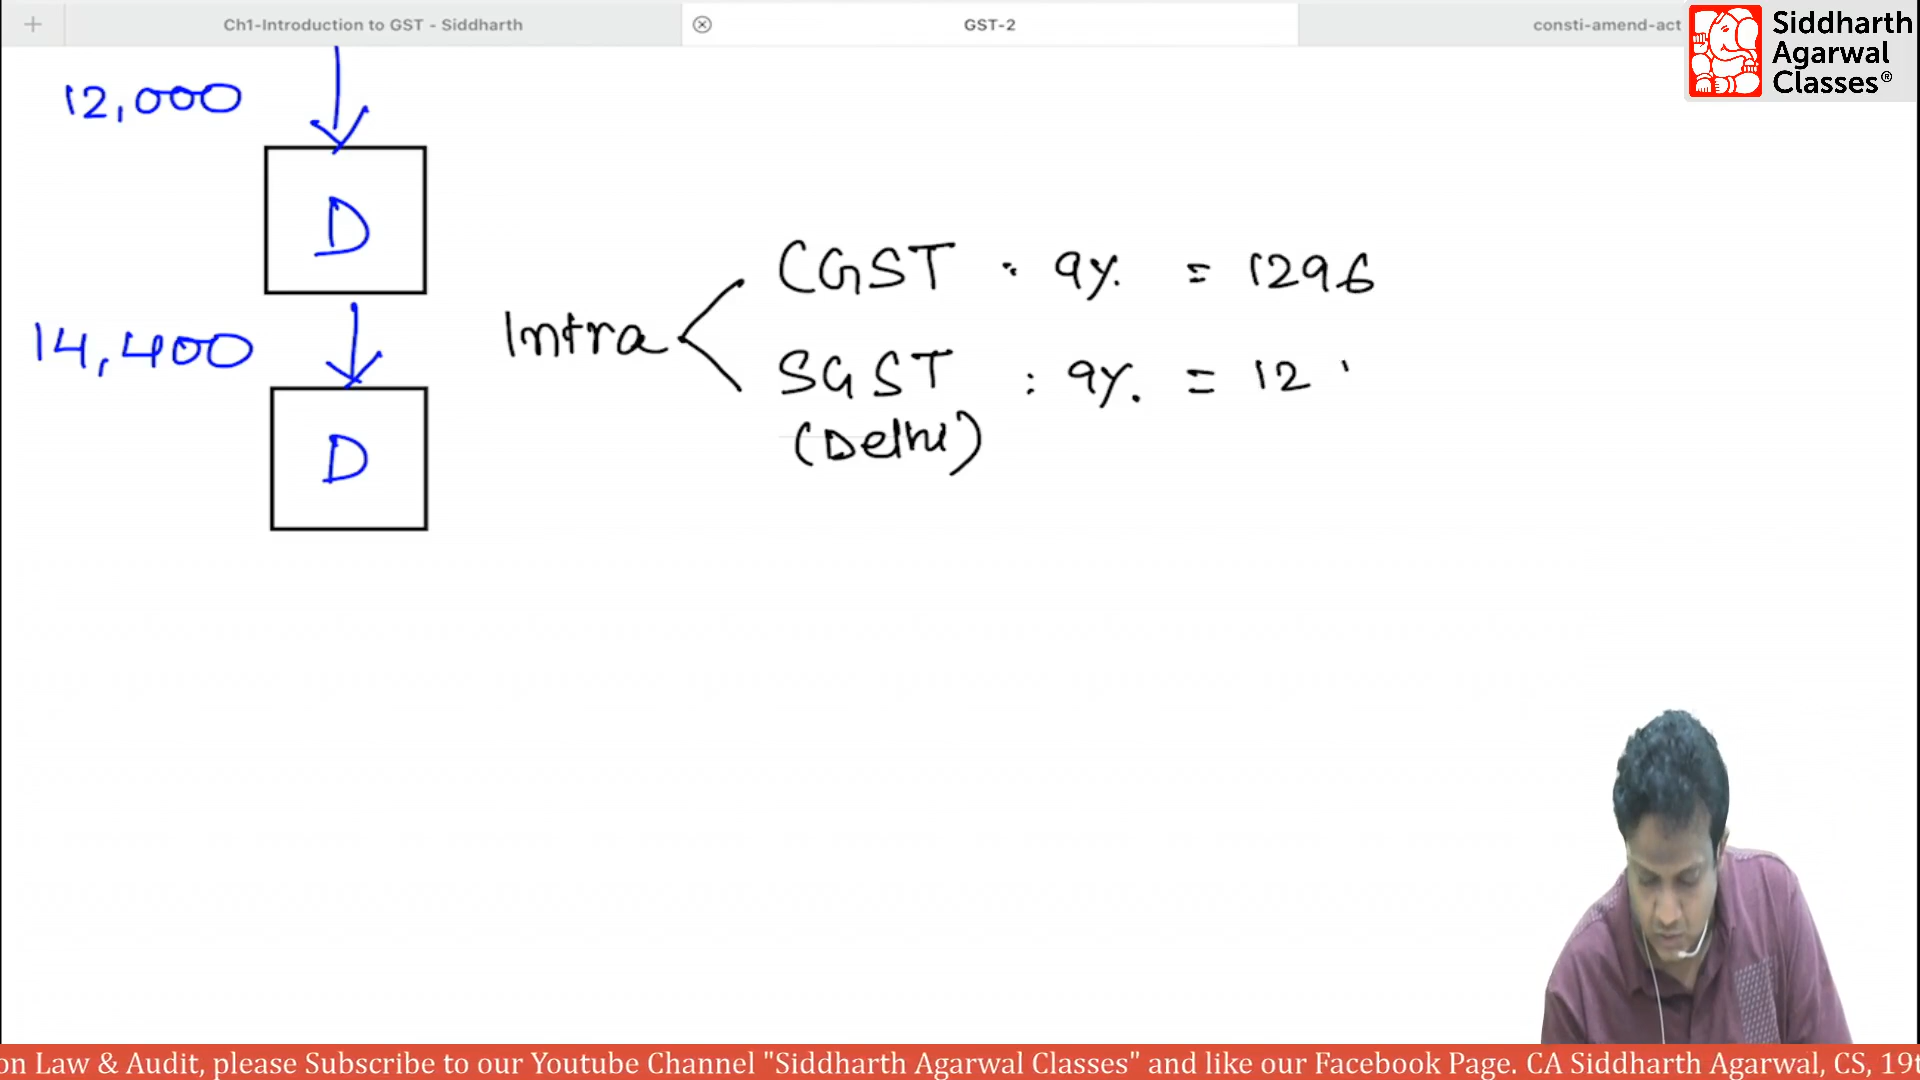 Ch1-Introduction to GST - Siddharth
GST-2
consti-amend-act
Siddharth
Agarwal
Classes®
12,000
D
14,400
D
Intra
CGST : 9%. = 1296
SGST : 9%. = 12
(Delhi)
on Law & Audit, please Subscribe to our Youtube Channel "Siddharth Agarwal Classes" and like our Facebook Page. CA Siddharth Agarwal, CS, 19t